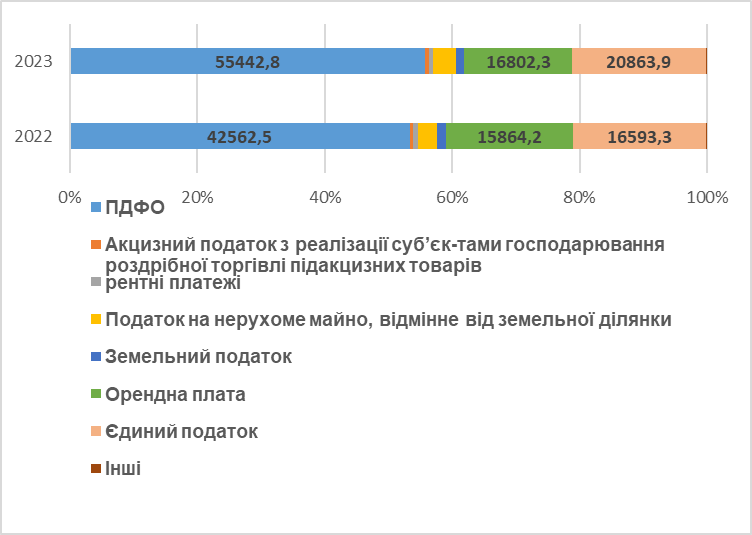 2023
55442,8
16802,3
20863,9
2022
42562,5
15864,2
16593,3
0%
20%
40%
60%
80%
100%
ПДФО
Акцизний податок з реалізації суб’єк-тами господарювання
роздрібної торгівлі підакцизних товарів
рентні платежі
Податок на нерухоме майно, відмінне від земельної ділянки
Земельний податок
Орендна плата
Єдиний податок
Інші